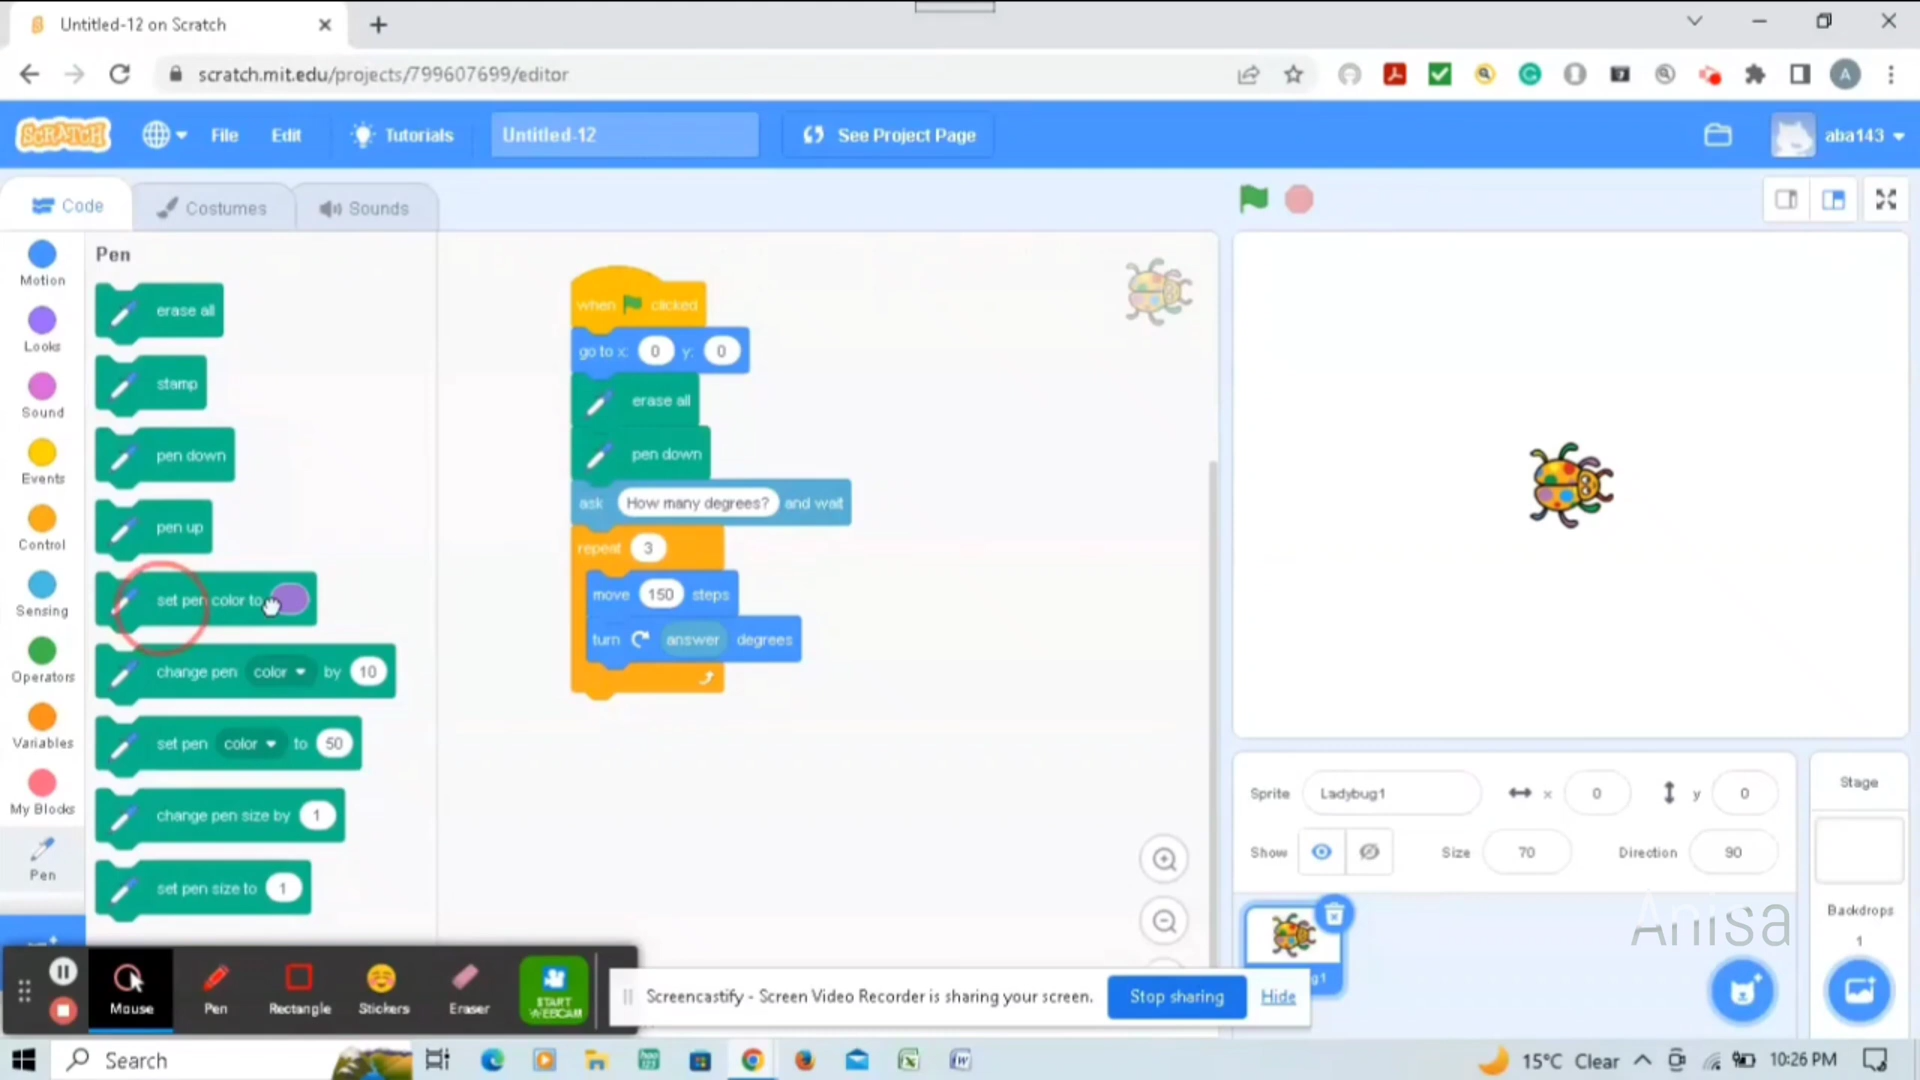 Untitled-12 on Scratch
scratch.mit.edu/projects/799607699/editor
A
SCRATCH
File
Edit
Tutorials
Untitled-12
See Project Page
aba143
Code
Costumes
Sounds
Motion
Looks
Sound
Events
Control
Sensing
Operators
Variables
My Blocks
Pen
Pen
erase all
stamp
pen down
pen up
set pen color to
change pen color by 10
set pen color to 50
change pen size by 1
set pen size to 1
when clicked
go to x: 0 y: 0
erase all
pen down
ask How many degrees? and wait
repeat 3
move 150 steps
turn answer degrees
Sprite Ladybug1 x 0 y 0
Show Size 70 Direction 90
Stage
Backdrops
1
Anisa
Mouse
Pen
Rectangle
Stickers
Eraser
START
WEBCAM
Screencastify - Screen Video Recorder is sharing your screen.
Stop sharing
Hide
Search
15°C Clear
10:26 PM